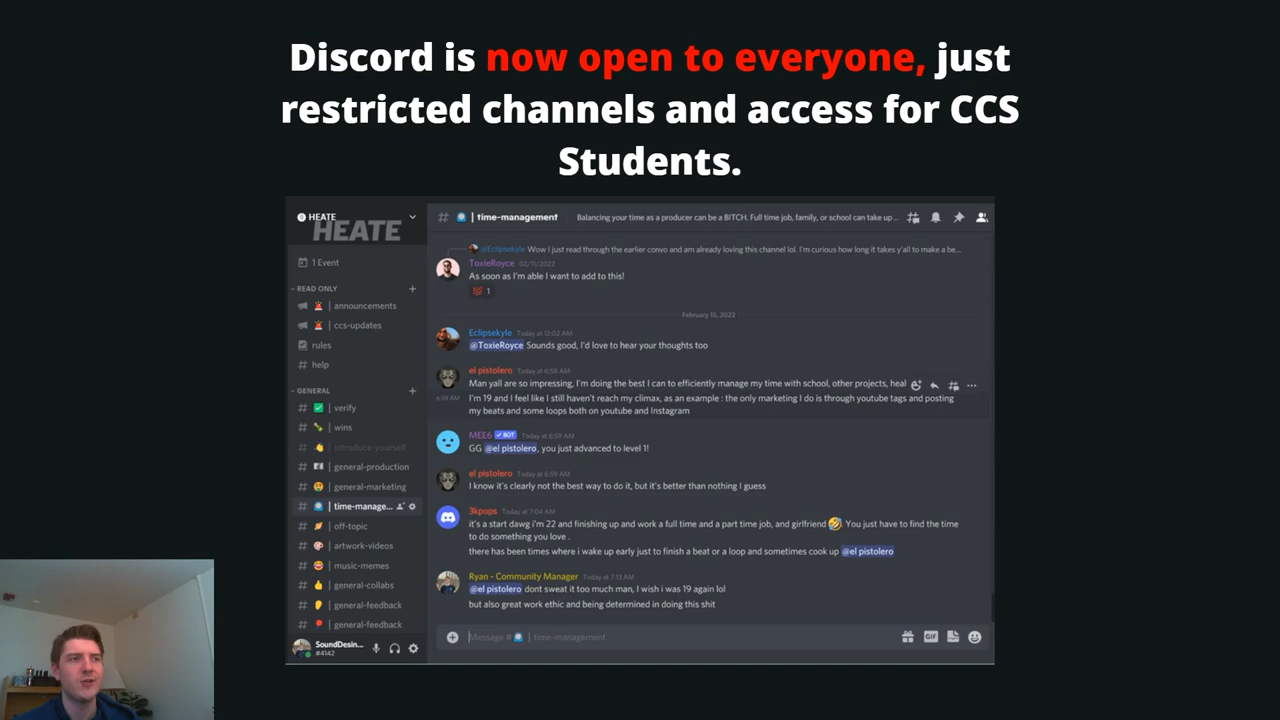 Discord is now open to everyone, just
restricted channels and access for CCS
Students.
HEATE
HEATE
1 Event
READ ONLY
announcements
ccs-updates
rules
help
GENERAL
verify
wins
introduce-yourself
general-production
general-marketing
time-manage...
off-topic
artwork-videos
music-memes
general-collabs
general-feedback
general-feedback
SoundDesin...
#4142
| time-management
Balancing your time as a producer can be a BITCH. Full time job, family, or school can take up ...
@Eclipsekyle Wow I just read through the earlier convo and am already loving this channel lol. I'm curious how long it takes y'all to make a be...
ToxieRoyce 02/11/2022
As soon as I'm able I want to add to this!
1
February 15, 2022
Eclipsekyle Today at 12:02 AM
@ToxieRoyce Sounds good, I'd love to hear your thoughts too
el pistolero Today at 6:58 AM
Man yall are so impressing, I'm doing the best I can to efficiently manage my time with school, other projects, heal
6:59 AM I'm 19 and I feel like I still haven't reach my climax, as an example : the only marketing I do is through youtube tags and posting
my beats and some loops both on youtube and Instagram
MEE6 BOT Today at 6:59 AM
GG @el pistolero, you just advanced to level 1!
el pistolero Today at 6:59 AM
I know it's clearly not the best way to do it, but it's better than nothing I guess
3kpops Today at 7:04 AM
it's a start dawg i'm 22 and finishing up and work a full time and a part time job, and girlfriend 🤣. You just have to find the time
to do something you love .
there has been times where i wake up early just to finish a beat or a loop and sometimes cook up @el pistolero
Ryan - Community Manager Today at 7:13 AM
@el pistolero dont sweat it too much man, I wish i was 19 again lol
but also great work ethic and being determined in doing this shit
Message # | time-management
GIF